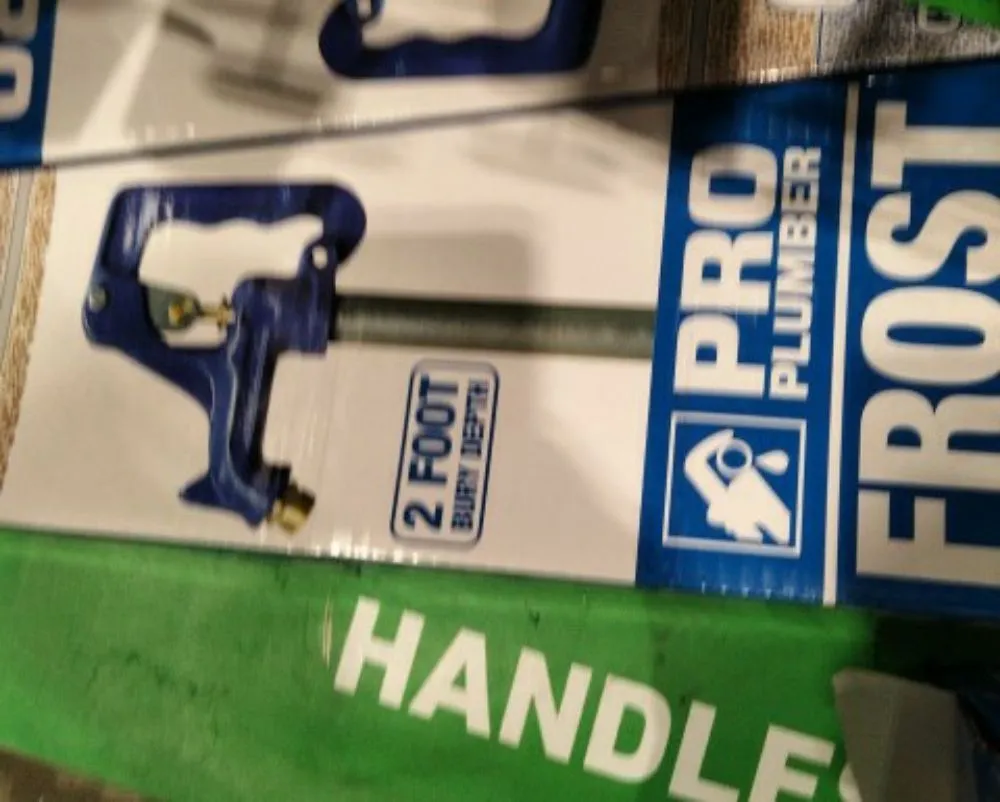 2 FOOT
BURY DEPTH
PRO
PLUMBER
FROST
HANDLES